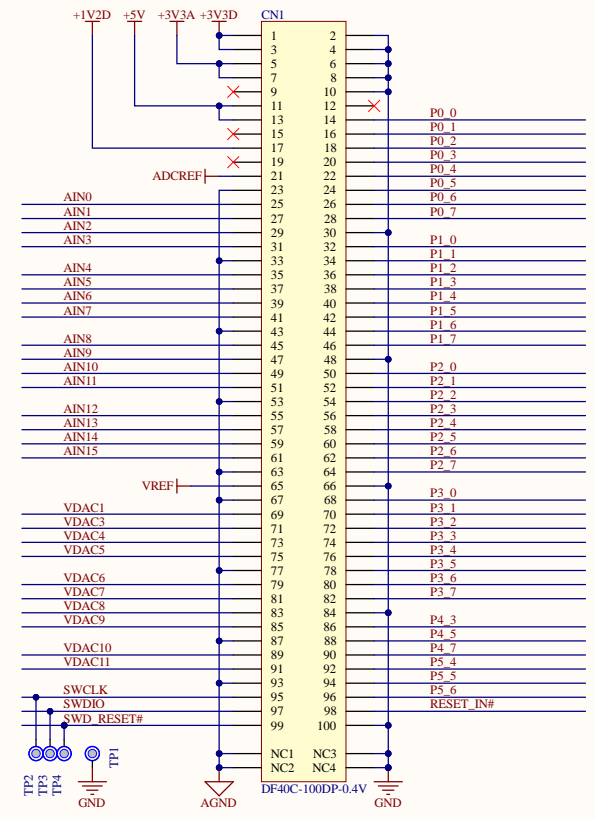 +1V2D +5V +3V3A +3V3D
CN1
1 2
3 4
5 6
7 8
9 10
11 12
13 14 P0_0
15 16 P0_1
17 18 P0_2
19 20 P0_3
ADCREF 21 22 P0_4
23 24 P0_5
AIN0 25 26 P0_6
AIN1 27 28 P0_7
AIN2 29 30
AIN3 31 32 P1_0
33 34 P1_1
AIN4 35 36 P1_2
AIN5 37 38 P1_3
AIN6 39 40 P1_4
AIN7 41 42 P1_5
43 44 P1_6
AIN8 45 46 P1_7
AIN9 47 48
AIN10 49 50 P2_0
AIN11 51 52 P2_1
53 54 P2_2
AIN12 55 56 P2_3
AIN13 57 58 P2_4
AIN14 59 60 P2_5
AIN15 61 62 P2_6
63 64 P2_7
VREF 65 66
67 68 P3_0
VDAC1 69 70 P3_1
VDAC3 71 72 P3_2
VDAC4 73 74 P3_3
VDAC5 75 76 P3_4
77 78 P3_5
VDAC6 79 80 P3_6
VDAC7 81 82 P3_7
VDAC8 83 84
VDAC9 85 86 P4_3
87 88 P4_5
VDAC10 89 90 P4_7
VDAC11 91 92 P5_4
93 94 P5_5
SWCLK 95 96 P5_6
SWDIO 97 98 RESET_IN#
SWD_RESET# 99 100
NC1 NC3
NC2 NC4
TP2 TP3 TP4 TP1
DF40C-100DP-0.4V
GND AGND GND